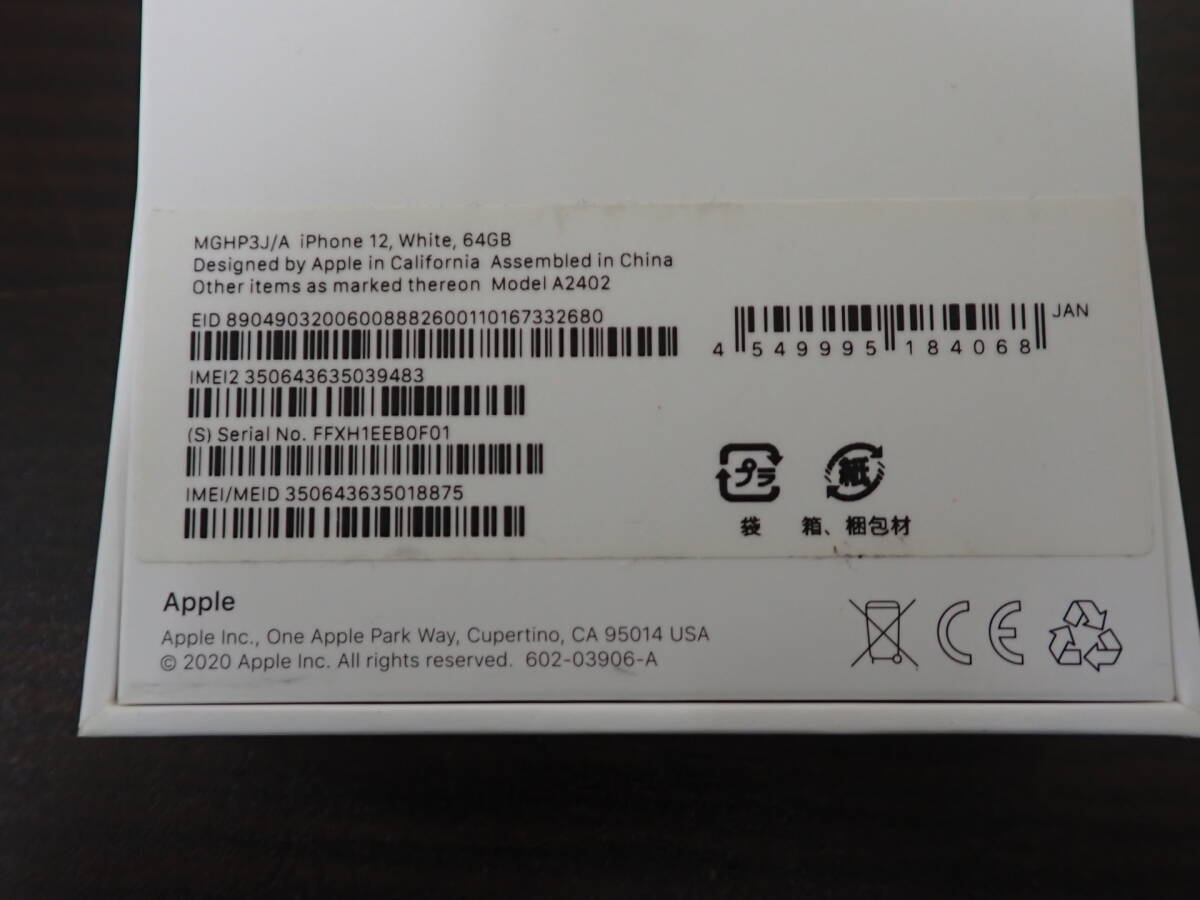 MGHP3J/A iPhone 12, White, 64GB
Designed by Apple in California Assembled in China
Other items as marked thereon Model A2402
EID 89049032006008882600110167332680
IMEI2 350643635039483
(S) Serial No. FFXH1EEB0F01
IMEI/MEID 350643635018875
JAN
4 549995 184068
プラ
紙
袋
箱、梱包材
Apple
Apple Inc., One Apple Park Way, Cupertino, CA 95014 USA
© 2020 Apple Inc. All rights reserved. 602-03906-A
CE